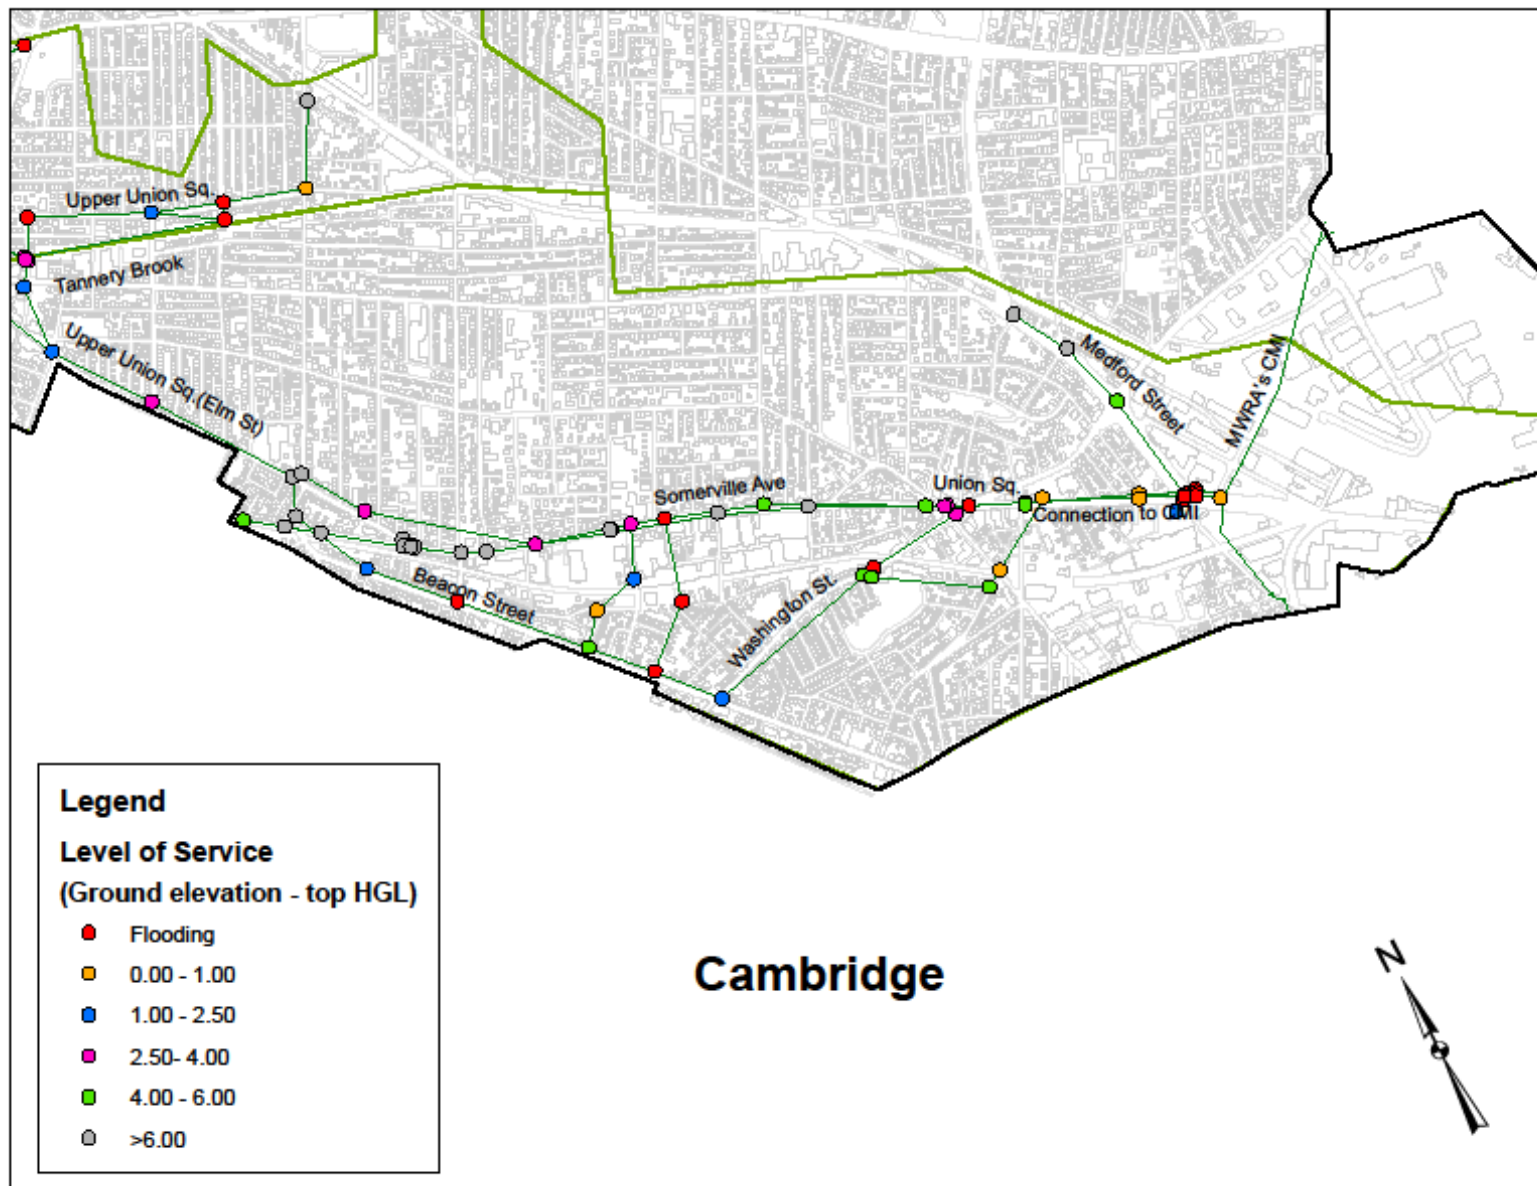 Upper Union Sq.
Tannery Brook
Upper Union Sq.(Elm St)
Medford Street
MWRA's CMI
Somerville Ave
Union Sq.
Connection to CMI
Beacon Street
Washington St.
Legend
Level of Service
(Ground elevation - top HGL)
Flooding
0.00 - 1.00
1.00 - 2.50
2.50- 4.00
4.00 - 6.00
>6.00
Cambridge
N